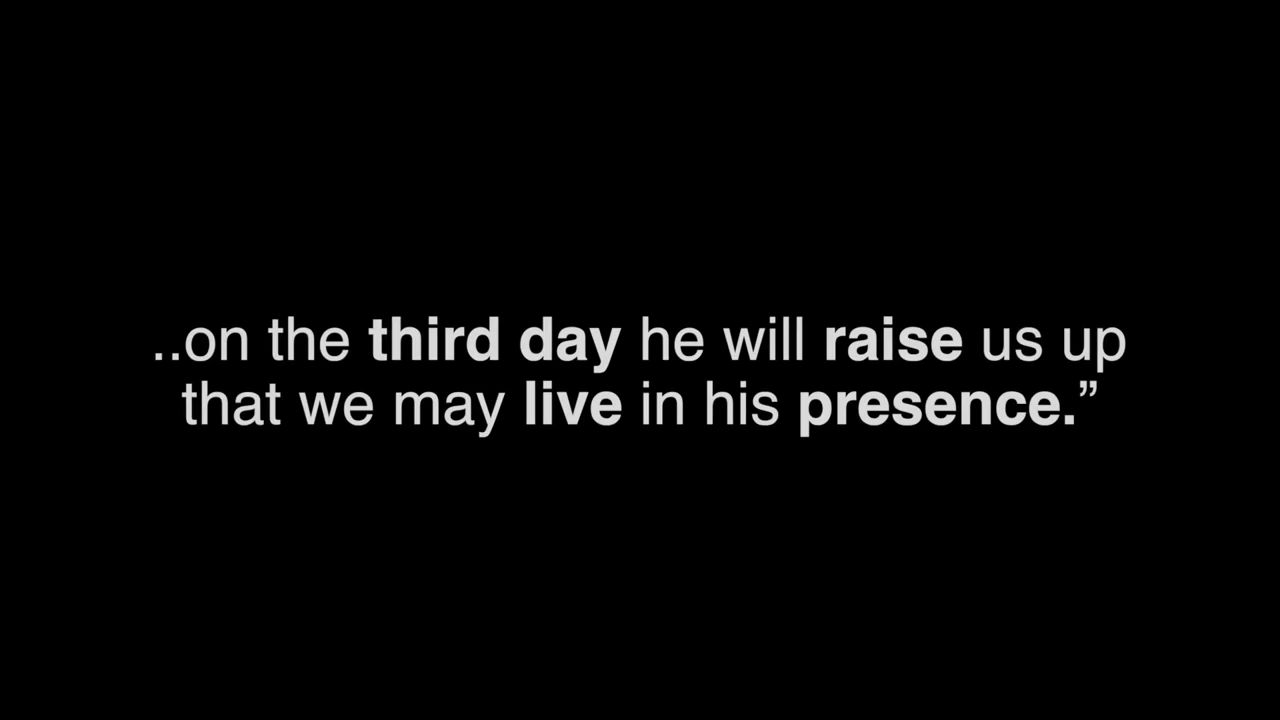 ..on the third day he will raise us up
that we may live in his presence.”